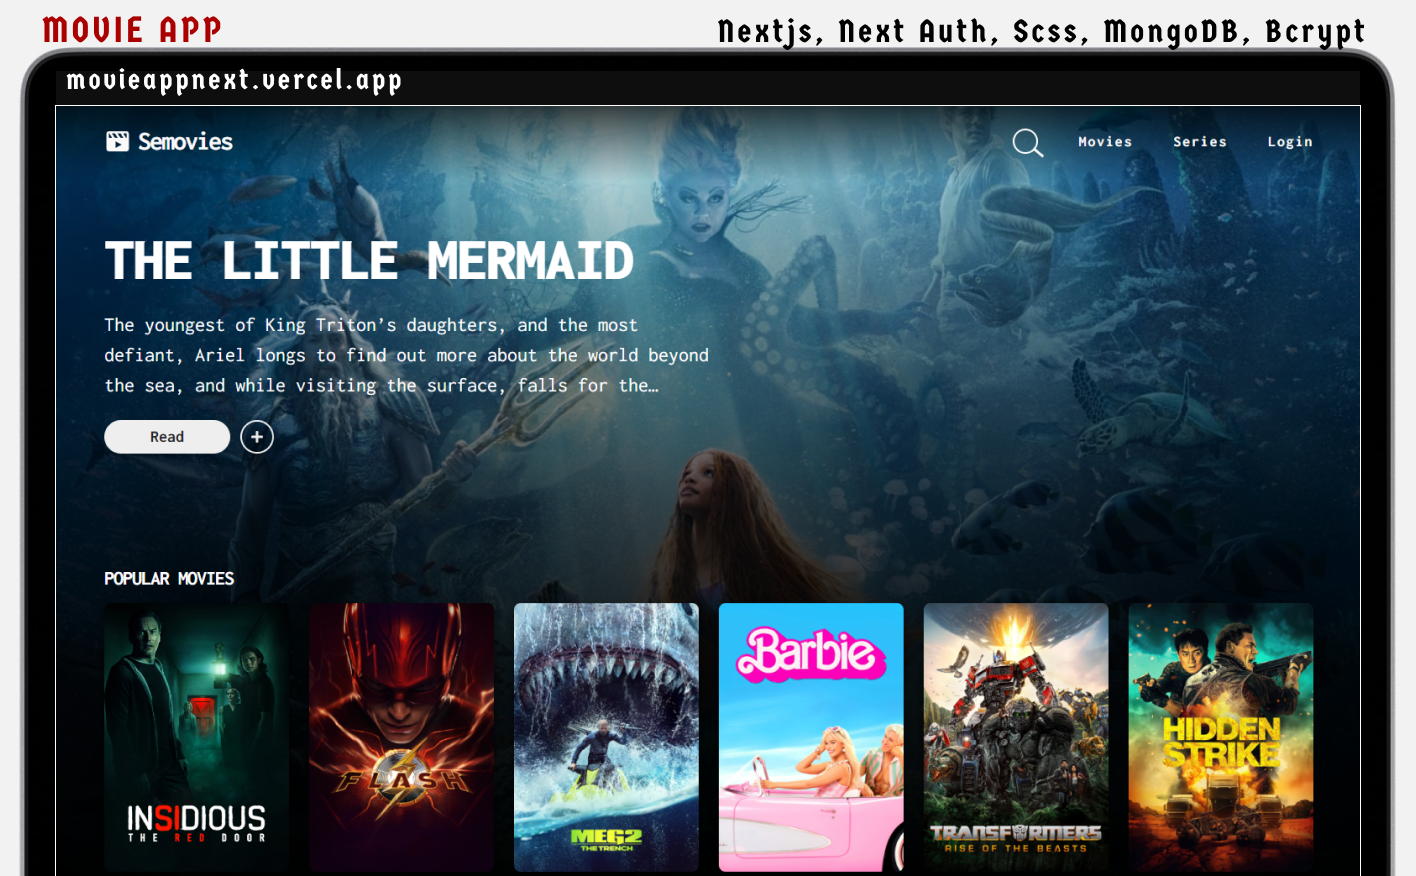 MOVIE APP
Nextjs, Next Auth, Scss, MongoDB, Bcrypt
movieappnext.vercel.app
Semovies
Movies Series Login
THE LITTLE MERMAID
The youngest of King Triton’s daughters, and the most
defiant, Ariel longs to find out more about the world beyond
the sea, and while visiting the surface, falls for the…
Read +
POPULAR MOVIES
INSIDIOUS
THE RED DOOR
FLASH
MEG2
THE TRENCH
Barbie
TRANSFORMERS
RISE OF THE BEASTS
HIDDEN
STRIKE